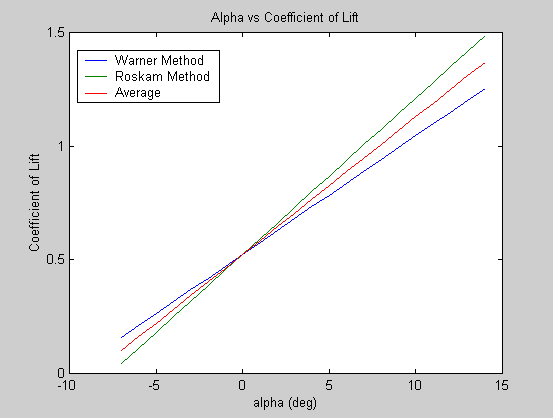 Alpha vs Coefficient of Lift
1.5
Warner Method
Roskam Method
Average
1
Coefficient of Lift
0.5
0
-10
-5
0
5
10
15
alpha (deg)